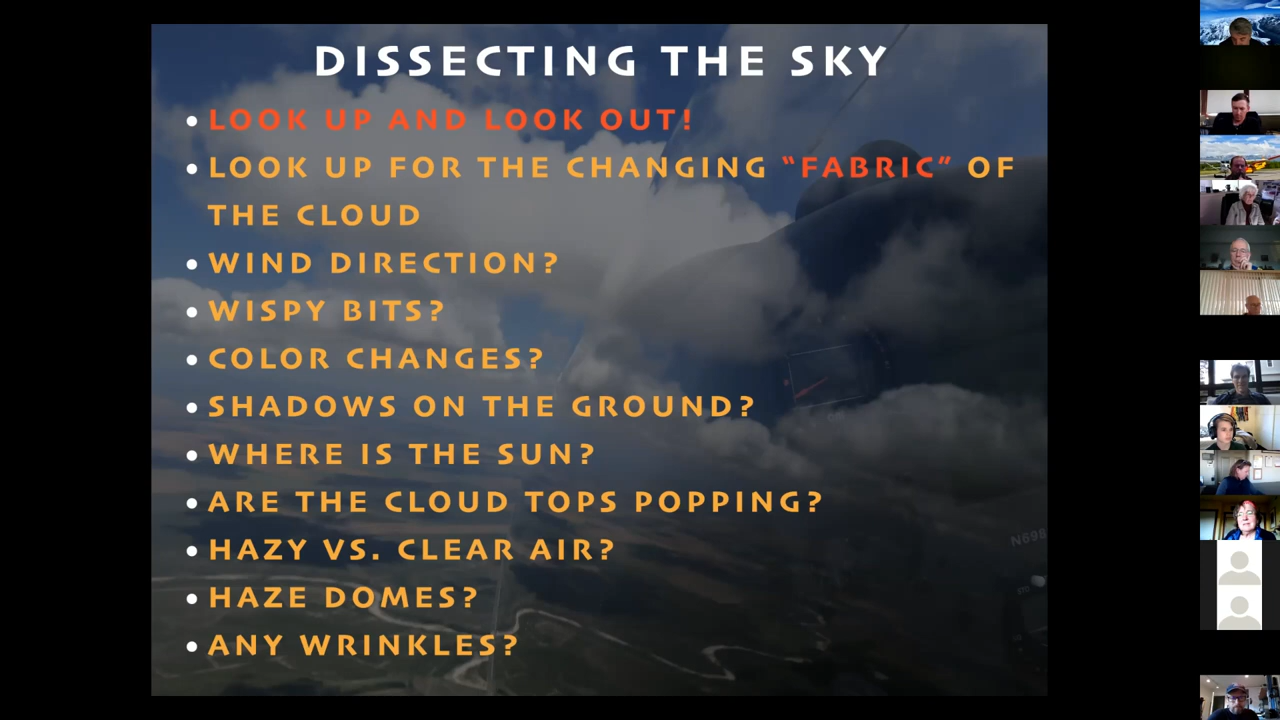 DISSECTING THE SKY
• LOOK UP AND LOOK OUT!
• LOOK UP FOR THE CHANGING “FABRIC” OF
THE CLOUD
• WIND DIRECTION?
• WISPY BITS?
• COLOR CHANGES?
• SHADOWS ON THE GROUND?
• WHERE IS THE SUN?
• ARE THE CLOUD TOPS POPPING?
• HAZY VS. CLEAR AIR?
N698
• HAZE DOMES?
• ANY WRINKLES?